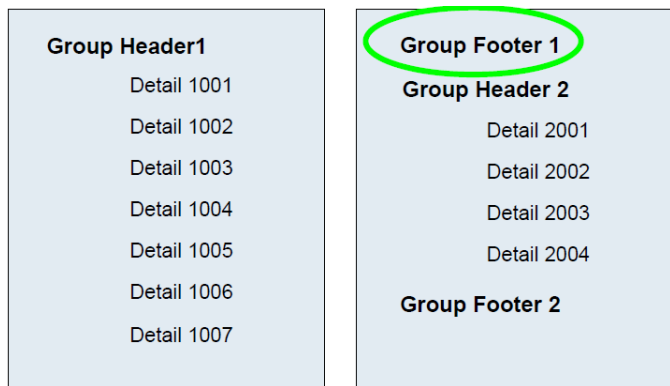 Group Header1
Detail 1001
Detail 1002
Detail 1003
Detail 1004
Detail 1005
Detail 1006
Detail 1007
Group Footer 1
Group Header 2
Detail 2001
Detail 2002
Detail 2003
Detail 2004
Group Footer 2